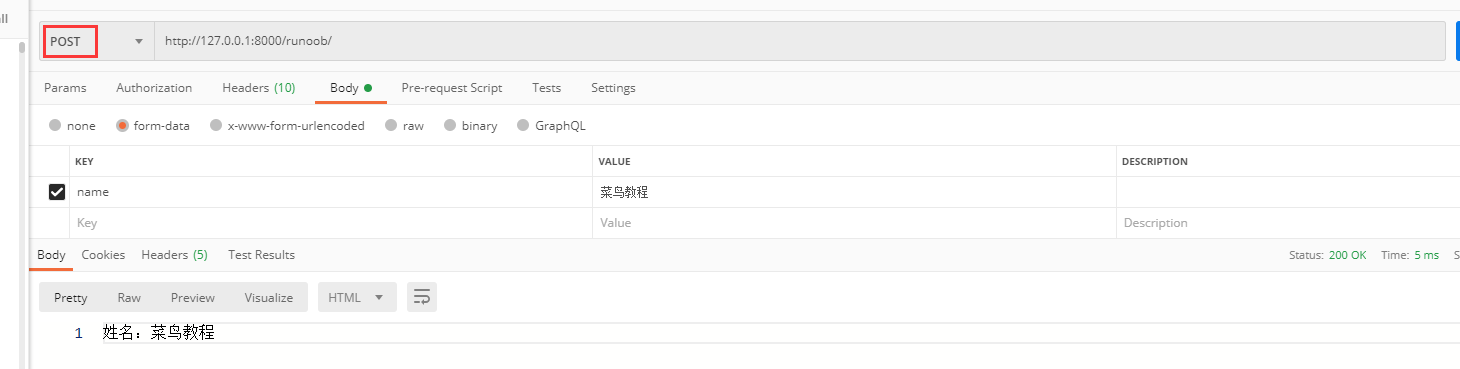 ll
POST http://127.0.0.1:8000/runoob/
Params Authorization Headers (10) Body Pre-request Script Tests Settings
none form-data x-www-form-urlencoded raw binary GraphQL
KEY VALUE DESCRIPTION
name 菜鸟教程
Key Value Description
Body Cookies Headers (5) Test Results Status: 200 OK Time: 5 ms S
Pretty Raw Preview Visualize HTML
1 姓名：菜鸟教程